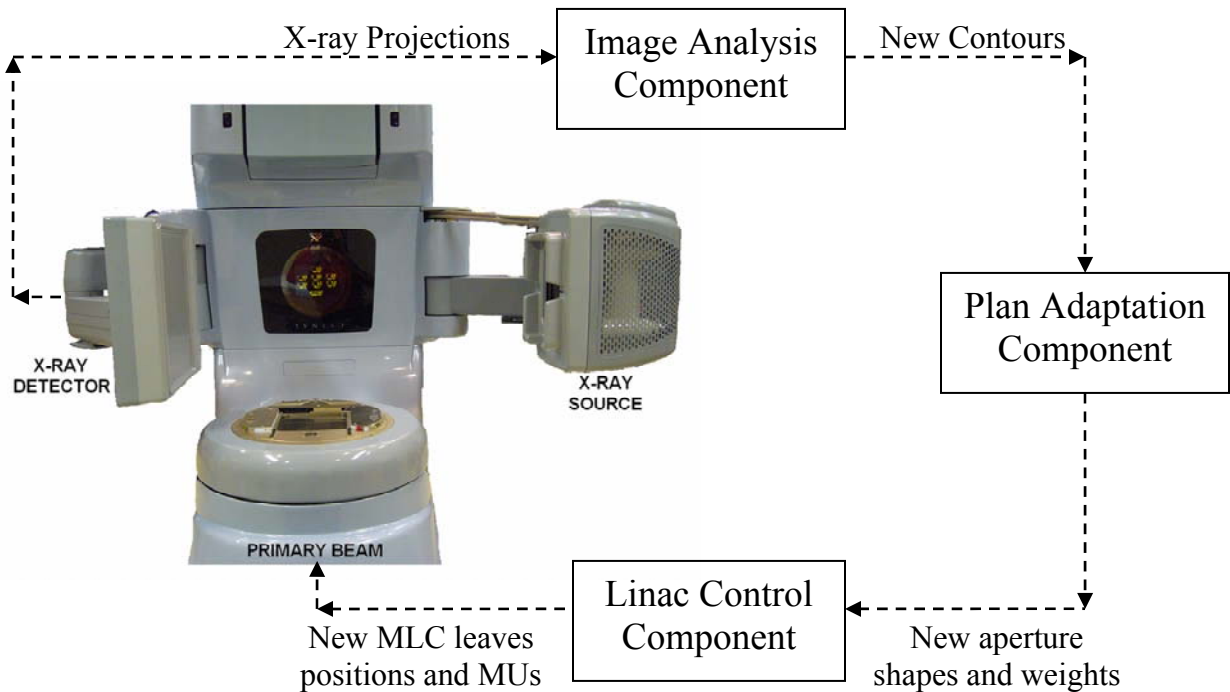 X-ray Projections
Image Analysis
Component
New Contours
Plan Adaptation
Component
X-RAY
DETECTOR
X-RAY
SOURCE
PRIMARY BEAM
Linac Control
Component
New MLC leaves
positions and MUs
New aperture
shapes and weights